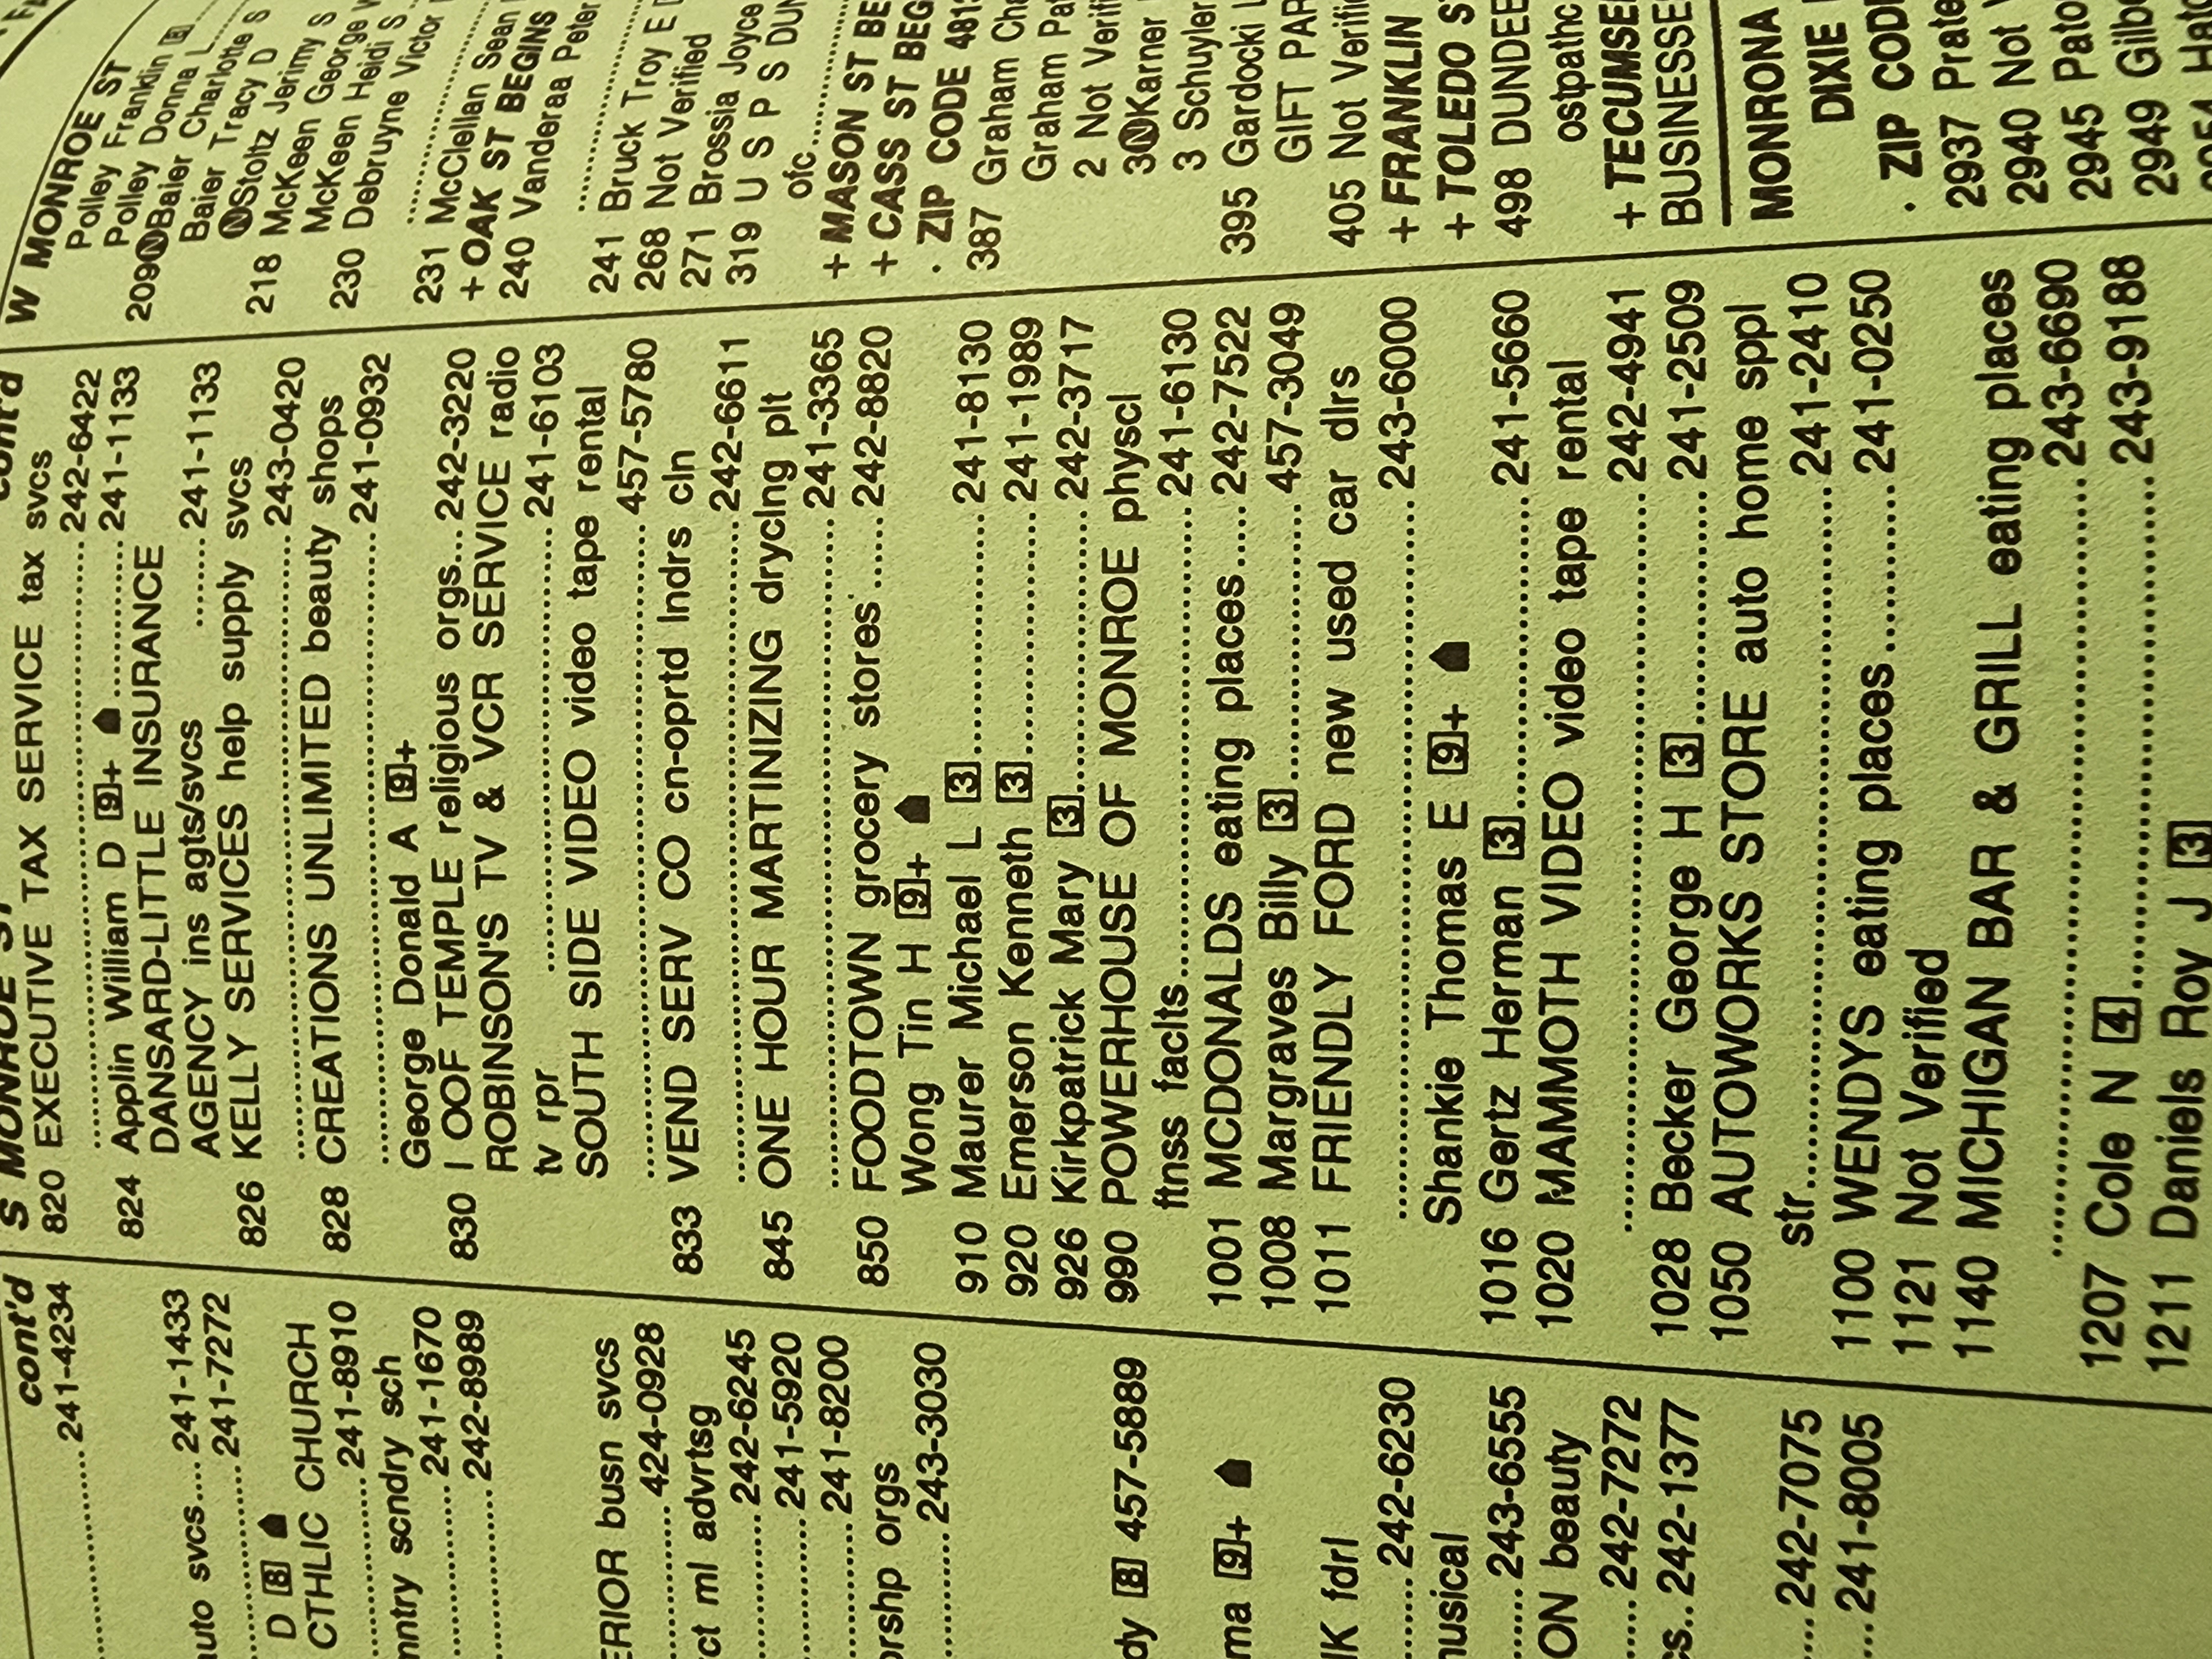 cont'd
241-4234
auto svcs....241-1433
241-7272
D [8]
CTHLIC CHURCH
241-8910
mntry scndry sch
241-1670
242-8989
ERIOR busn svcs
424-0928
ct ml advrtsg
242-6245
241-5920
241-8200
orshp orgs
243-3030
dy [8] 457-5889
ma [9]+
NK fdrl
242-6230
musical
243-6555
ON beauty
242-7272
cs..242-1377
242-7075
241-8005
S MONROE ST cont'd
820 EXECUTIVE TAX SERVICE tax svcs
242-6422
824 Applin William D [9]+ 241-1133
DANSARD-LITTLE INSURANCE
AGENCY ins agts/svcs 241-1133
826 KELLY SERVICES help supply svcs
243-0420
828 CREATIONS UNLIMITED beauty shops
241-0932
George Donald A [9]+
830 I OOF TEMPLE religious orgs...242-3220
ROBINSON'S TV & VCR SERVICE radio
tv rpr 241-6103
SOUTH SIDE VIDEO video tape rental
457-5780
833 VEND SERV CO cn-oprtd lndrs cln
242-6611
845 ONE HOUR MARTINIZING dryclng plt
241-3365
850 FOODTOWN grocery stores 242-8820
Wong Tin H [9]+
910 Maurer Michael L [3] 241-8130
920 Emerson Kenneth [3] 241-1989
926 Kirkpatrick Mary [3] 242-3717
990 POWERHOUSE OF MONROE physcl
ftnss faclts 241-6130
1001 MCDONALDS eating places 242-7522
1008 Margraves Billy [3] 457-3049
1011 FRIENDLY FORD new used car dlrs
243-6000
Shankie Thomas E [9]+
1016 Gertz Herman [3] 241-5660
1020 MAMMOTH VIDEO video tape rental
242-4941
1028 Becker George H [3] 241-2509
1050 AUTOWORKS STORE auto home sppl
str 241-2410
1100 WENDYS eating places 241-0250
1121 Not Verified
1140 MICHIGAN BAR & GRILL eating places
243-6690
1207 Cole N [4] 243-9188
1211 Daniels Roy J [3]
W MONROE ST
Polley Franklin [8]
Polley Donna L
209 (N)Baier Charlotte S
Baier Tracy D
(N)Stoltz Jerimy S
218 McKeen George
McKeen Heidi S
230 Debruyne Victor
231 McClellan Sean
+ OAK ST BEGINS
240 Vanderaa Peter
241 Bruck Troy E
268 Not Verified
271 Brossia Joyce
319 U S P S DUN
ofc
+ MASON ST BE
+ CASS ST BEG
. ZIP CODE 481
387 Graham Cha
Graham Pat
2 Not Verifi
3 (N)Karner
3 Schuyler
395 Gardocki L
GIFT PAR
405 Not Verific
+ FRANKLIN
+ TOLEDO S
498 DUNDEE
ostpathc
+ TECUMSE
BUSINESSE
MONRONA
DIXIE
. ZIP CODE
2937 Prate
2940 Not
2945 Pato
2949 Gilb